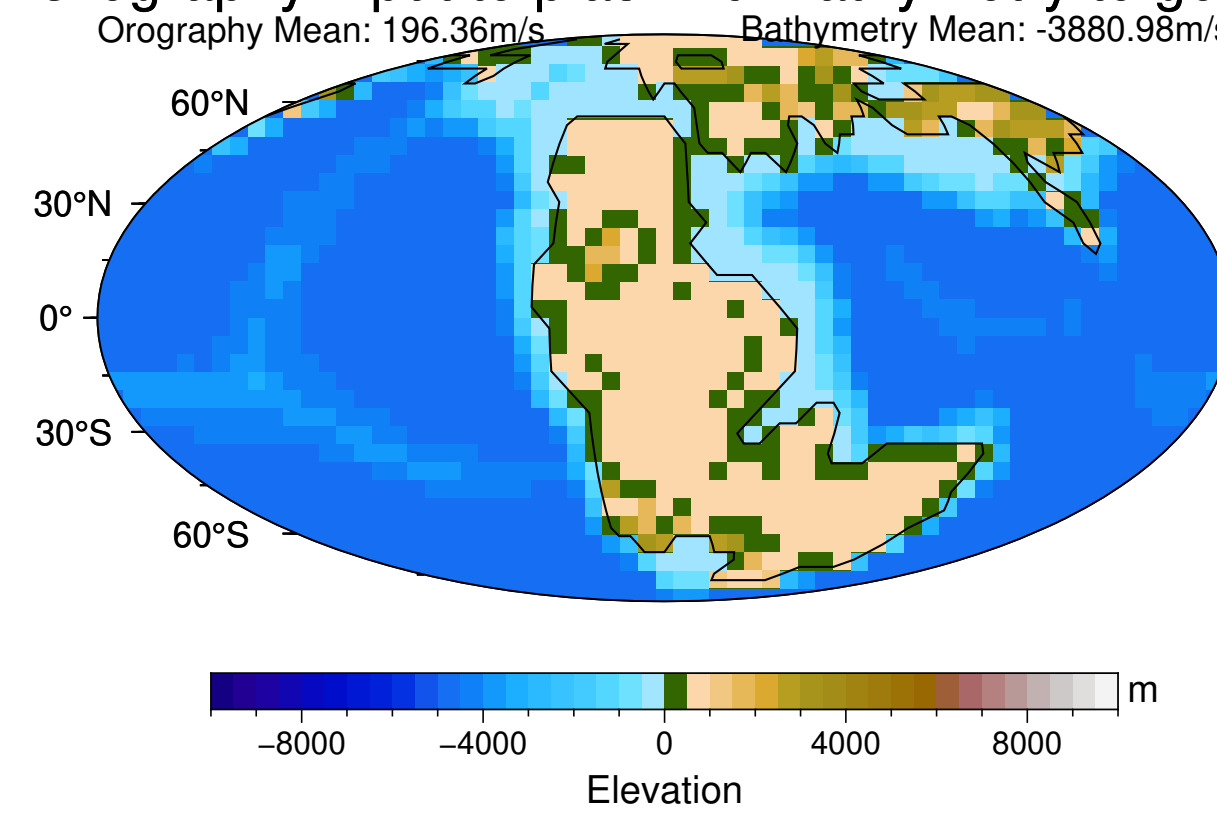 Orography Mean: 196.36m/s Bathymetry Mean: -3880.98m/s
60°N
30°N
0°
30°S
60°S
m
−8000 −4000 0 4000 8000
Elevation